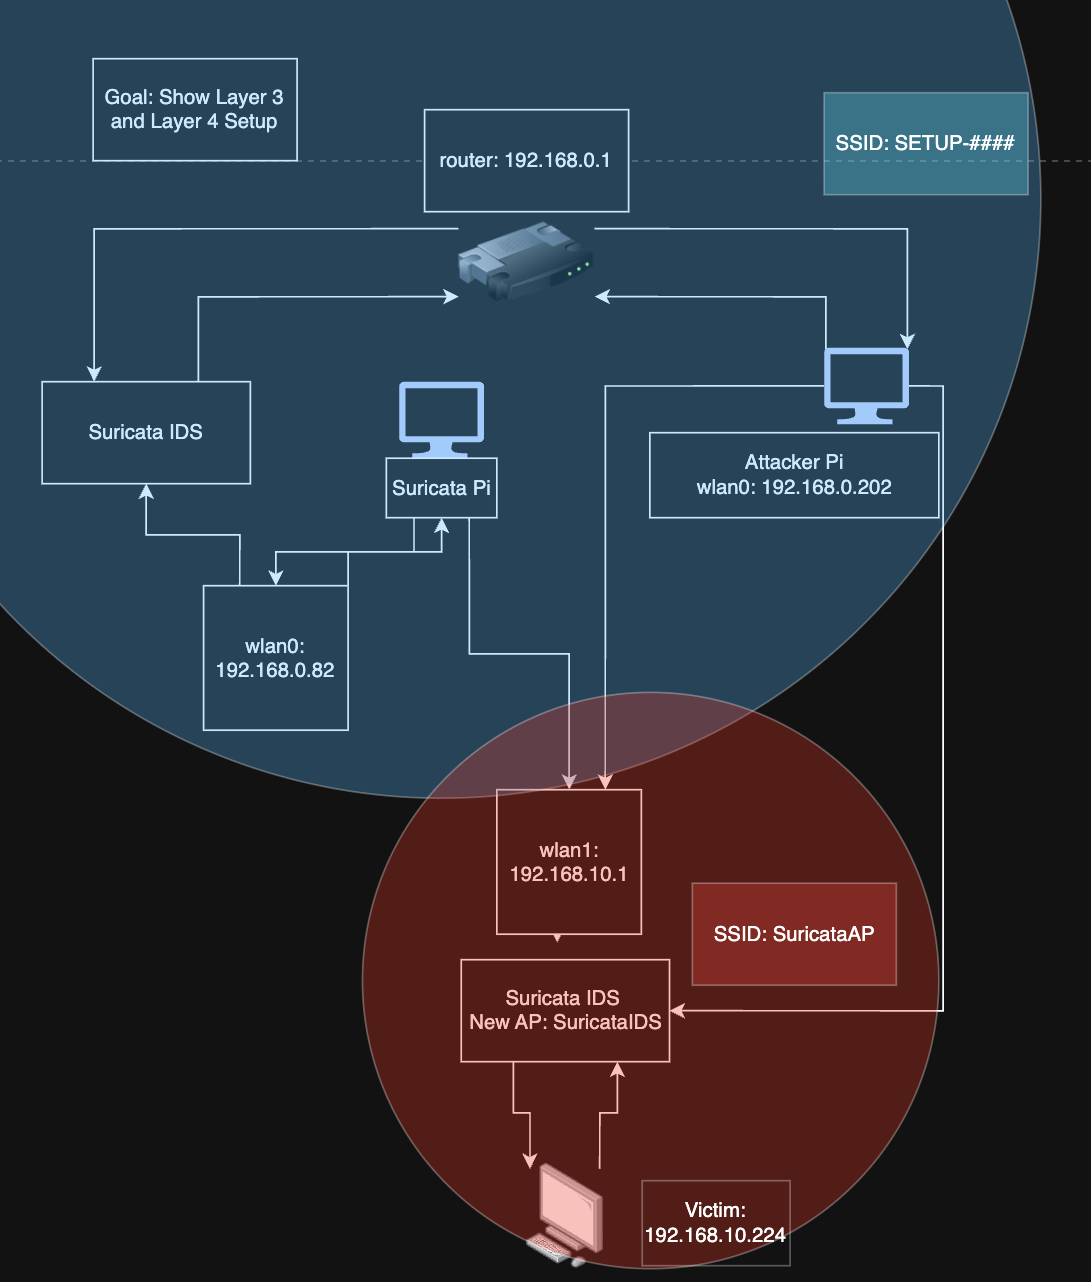 Goal: Show Layer 3
and Layer 4 Setup
router: 192.168.0.1
SSID: SETUP-####
Suricata IDS
Suricata Pi
Attacker Pi
wlan0: 192.168.0.202
wlan0:
192.168.0.82
wlan1:
192.168.10.1
SSID: SuricataAP
Suricata IDS
New AP: SuricataIDS
Victim:
192.168.10.224